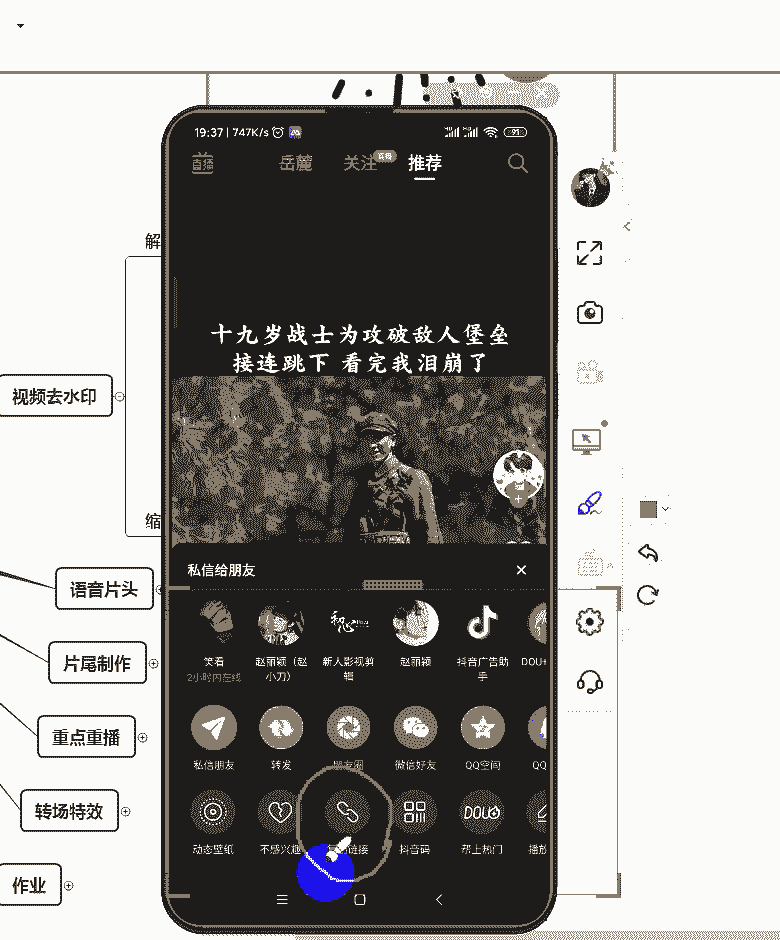 19:37 | 747K/s
91
直播
岳麓
关注
直播
推荐
解
十九岁战士为攻破敌人堡垒
接连跳下 看完我泪崩了
视频去水印
缩
私信给朋友
语音片头
片尾制作
重点重播
转场特效
作业
笑看
2小时内在线
赵丽颖（赵
小刀）
新人影视剪
辑
赵丽颖
抖音广告助
手
DOU+
私信朋友
转发
朋友圈
微信好友
QQ空间
QQ
动态壁纸
不感兴趣
链接
抖音码
DOU
帮上热门
播放